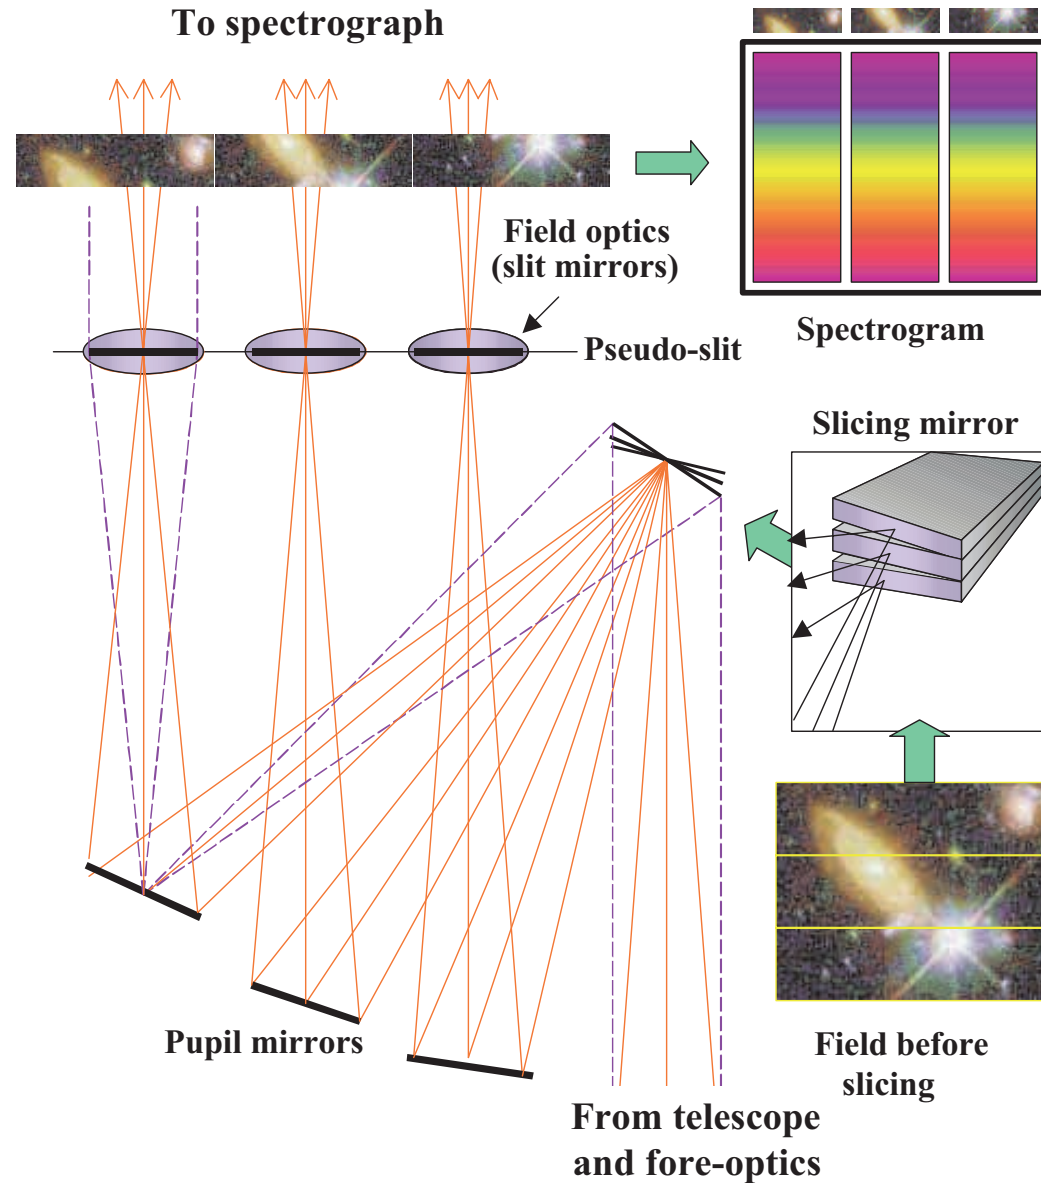 To spectrograph
Field optics
(slit mirrors)
Pseudo-slit
Spectrogram
Slicing mirror
Pupil mirrors
Field before
slicing
From telescope
and fore-optics